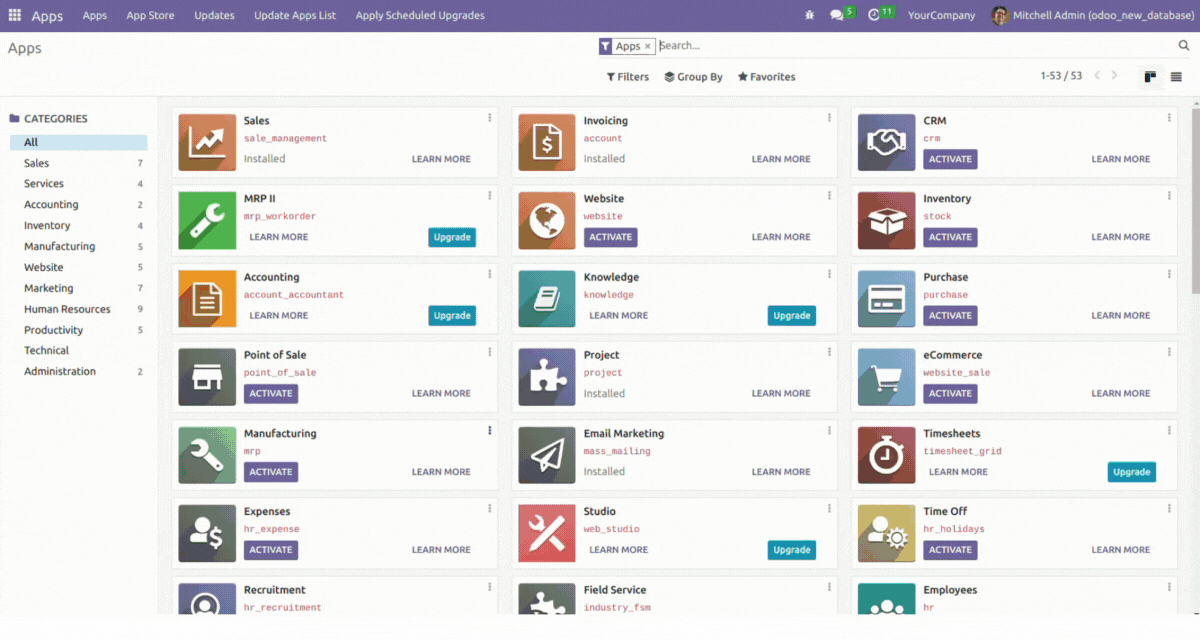 Apps Apps App Store Updates Update Apps List Apply Scheduled Upgrades 5 11 YourCompany Mitchell Admin (odoo_new_database)
Apps Apps × Search...
Filters Group By Favorites 1-53 / 53
CATEGORIES
All
Sales 7
Services 4
Accounting 2
Inventory 4
Manufacturing 5
Website 5
Marketing 7
Human Resources 9
Productivity 5
Technical
Administration 2
Sales
sale_management
Installed LEARN MORE
Invoicing
account
Installed LEARN MORE
CRM
crm
ACTIVATE LEARN MORE
MRP II
mrp_workorder
LEARN MORE Upgrade
Website
website
ACTIVATE LEARN MORE
Inventory
stock
ACTIVATE LEARN MORE
Accounting
account_accountant
LEARN MORE Upgrade
Knowledge
knowledge
LEARN MORE Upgrade
Purchase
purchase
ACTIVATE LEARN MORE
Point of Sale
point_of_sale
ACTIVATE LEARN MORE
Project
project
Installed LEARN MORE
eCommerce
website_sale
ACTIVATE LEARN MORE
Manufacturing
mrp
ACTIVATE LEARN MORE
Email Marketing
mass_mailing
Installed LEARN MORE
Timesheets
timesheet_grid
LEARN MORE Upgrade
Expenses
hr_expense
ACTIVATE LEARN MORE
Studio
web_studio
LEARN MORE Upgrade
Time Off
hr_holidays
ACTIVATE LEARN MORE
Recruitment
hr_recruitment
Field Service
industry_fsm
Employees
hr